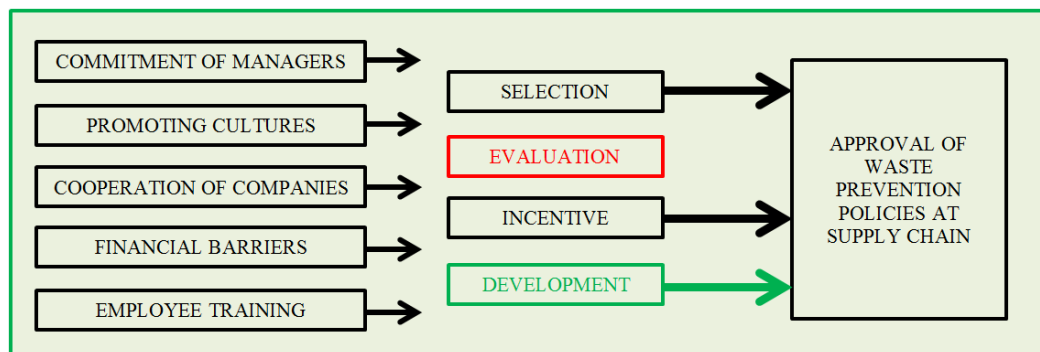 COMMITMENT OF MANAGERS
PROMOTING CULTURES
COOPERATION OF COMPANIES
FINANCIAL BARRIERS
EMPLOYEE TRAINING
SELECTION
EVALUATION
INCENTIVE
DEVELOPMENT
APPROVAL OF
WASTE
PREVENTION
POLICIES AT
SUPPLY CHAIN